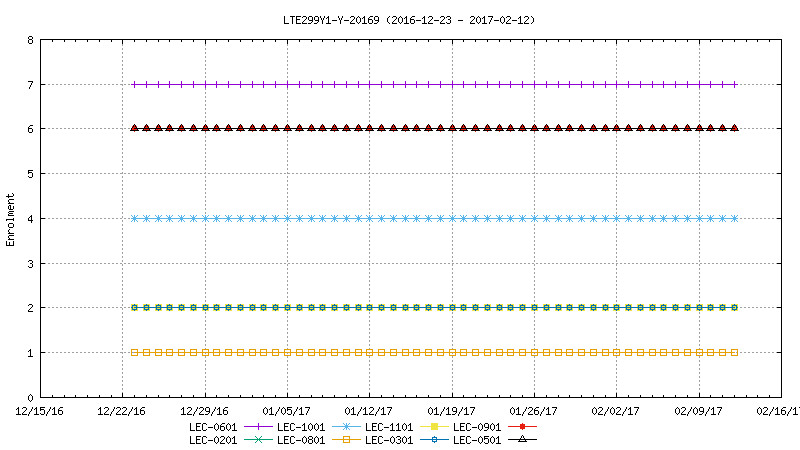 LTE299Y1-Y-20169 (2016-12-23 - 2017-02-12)
8
7
6
5
4
3
2
1
0
Enrolment
12/15/16 12/22/16 12/29/16 01/05/17 01/12/17 01/19/17 01/26/17 02/02/17 02/09/17 02/16/17
LEC-0601 LEC-1001 LEC-1101 LEC-0901
LEC-0201 LEC-0801 LEC-0301 LEC-0501